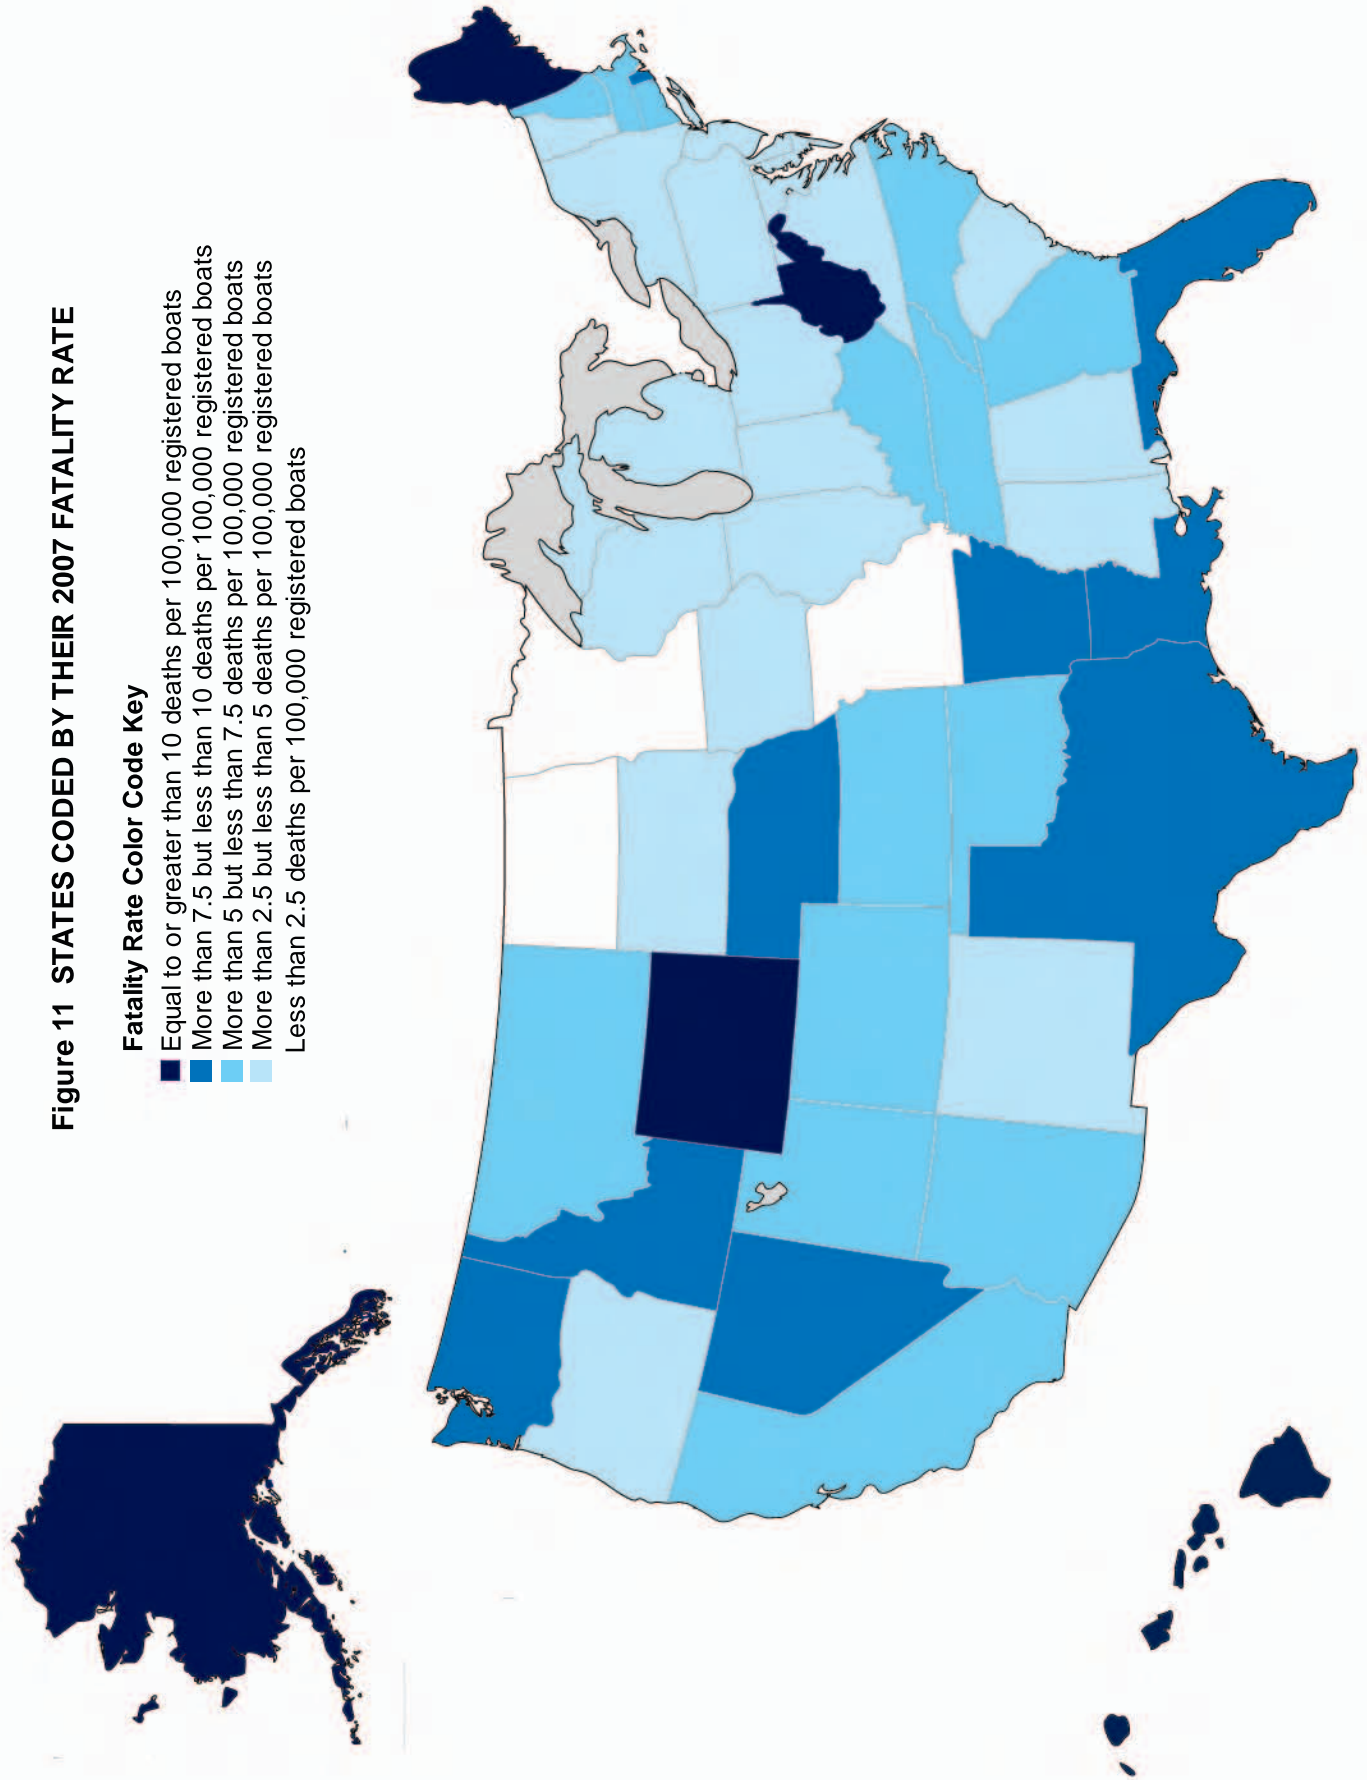 Figure 11 STATES CODED BY THEIR 2007 FATALITY RATE
Fatality Rate Color Code Key
Equal to or greater than 10 deaths per 100,000 registered boats
More than 7.5 but less than 10 deaths per 100,000 registered boats
More than 5 but less than 7.5 deaths per 100,000 registered boats
More than 2.5 but less than 5 deaths per 100,000 registered boats
Less than 2.5 deaths per 100,000 registered boats